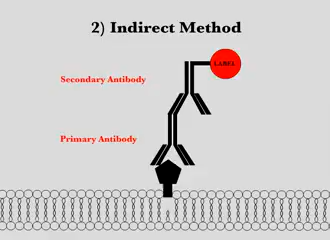 2) Indirect Method
LABEL
Secondary Antibody
Primary Antibody